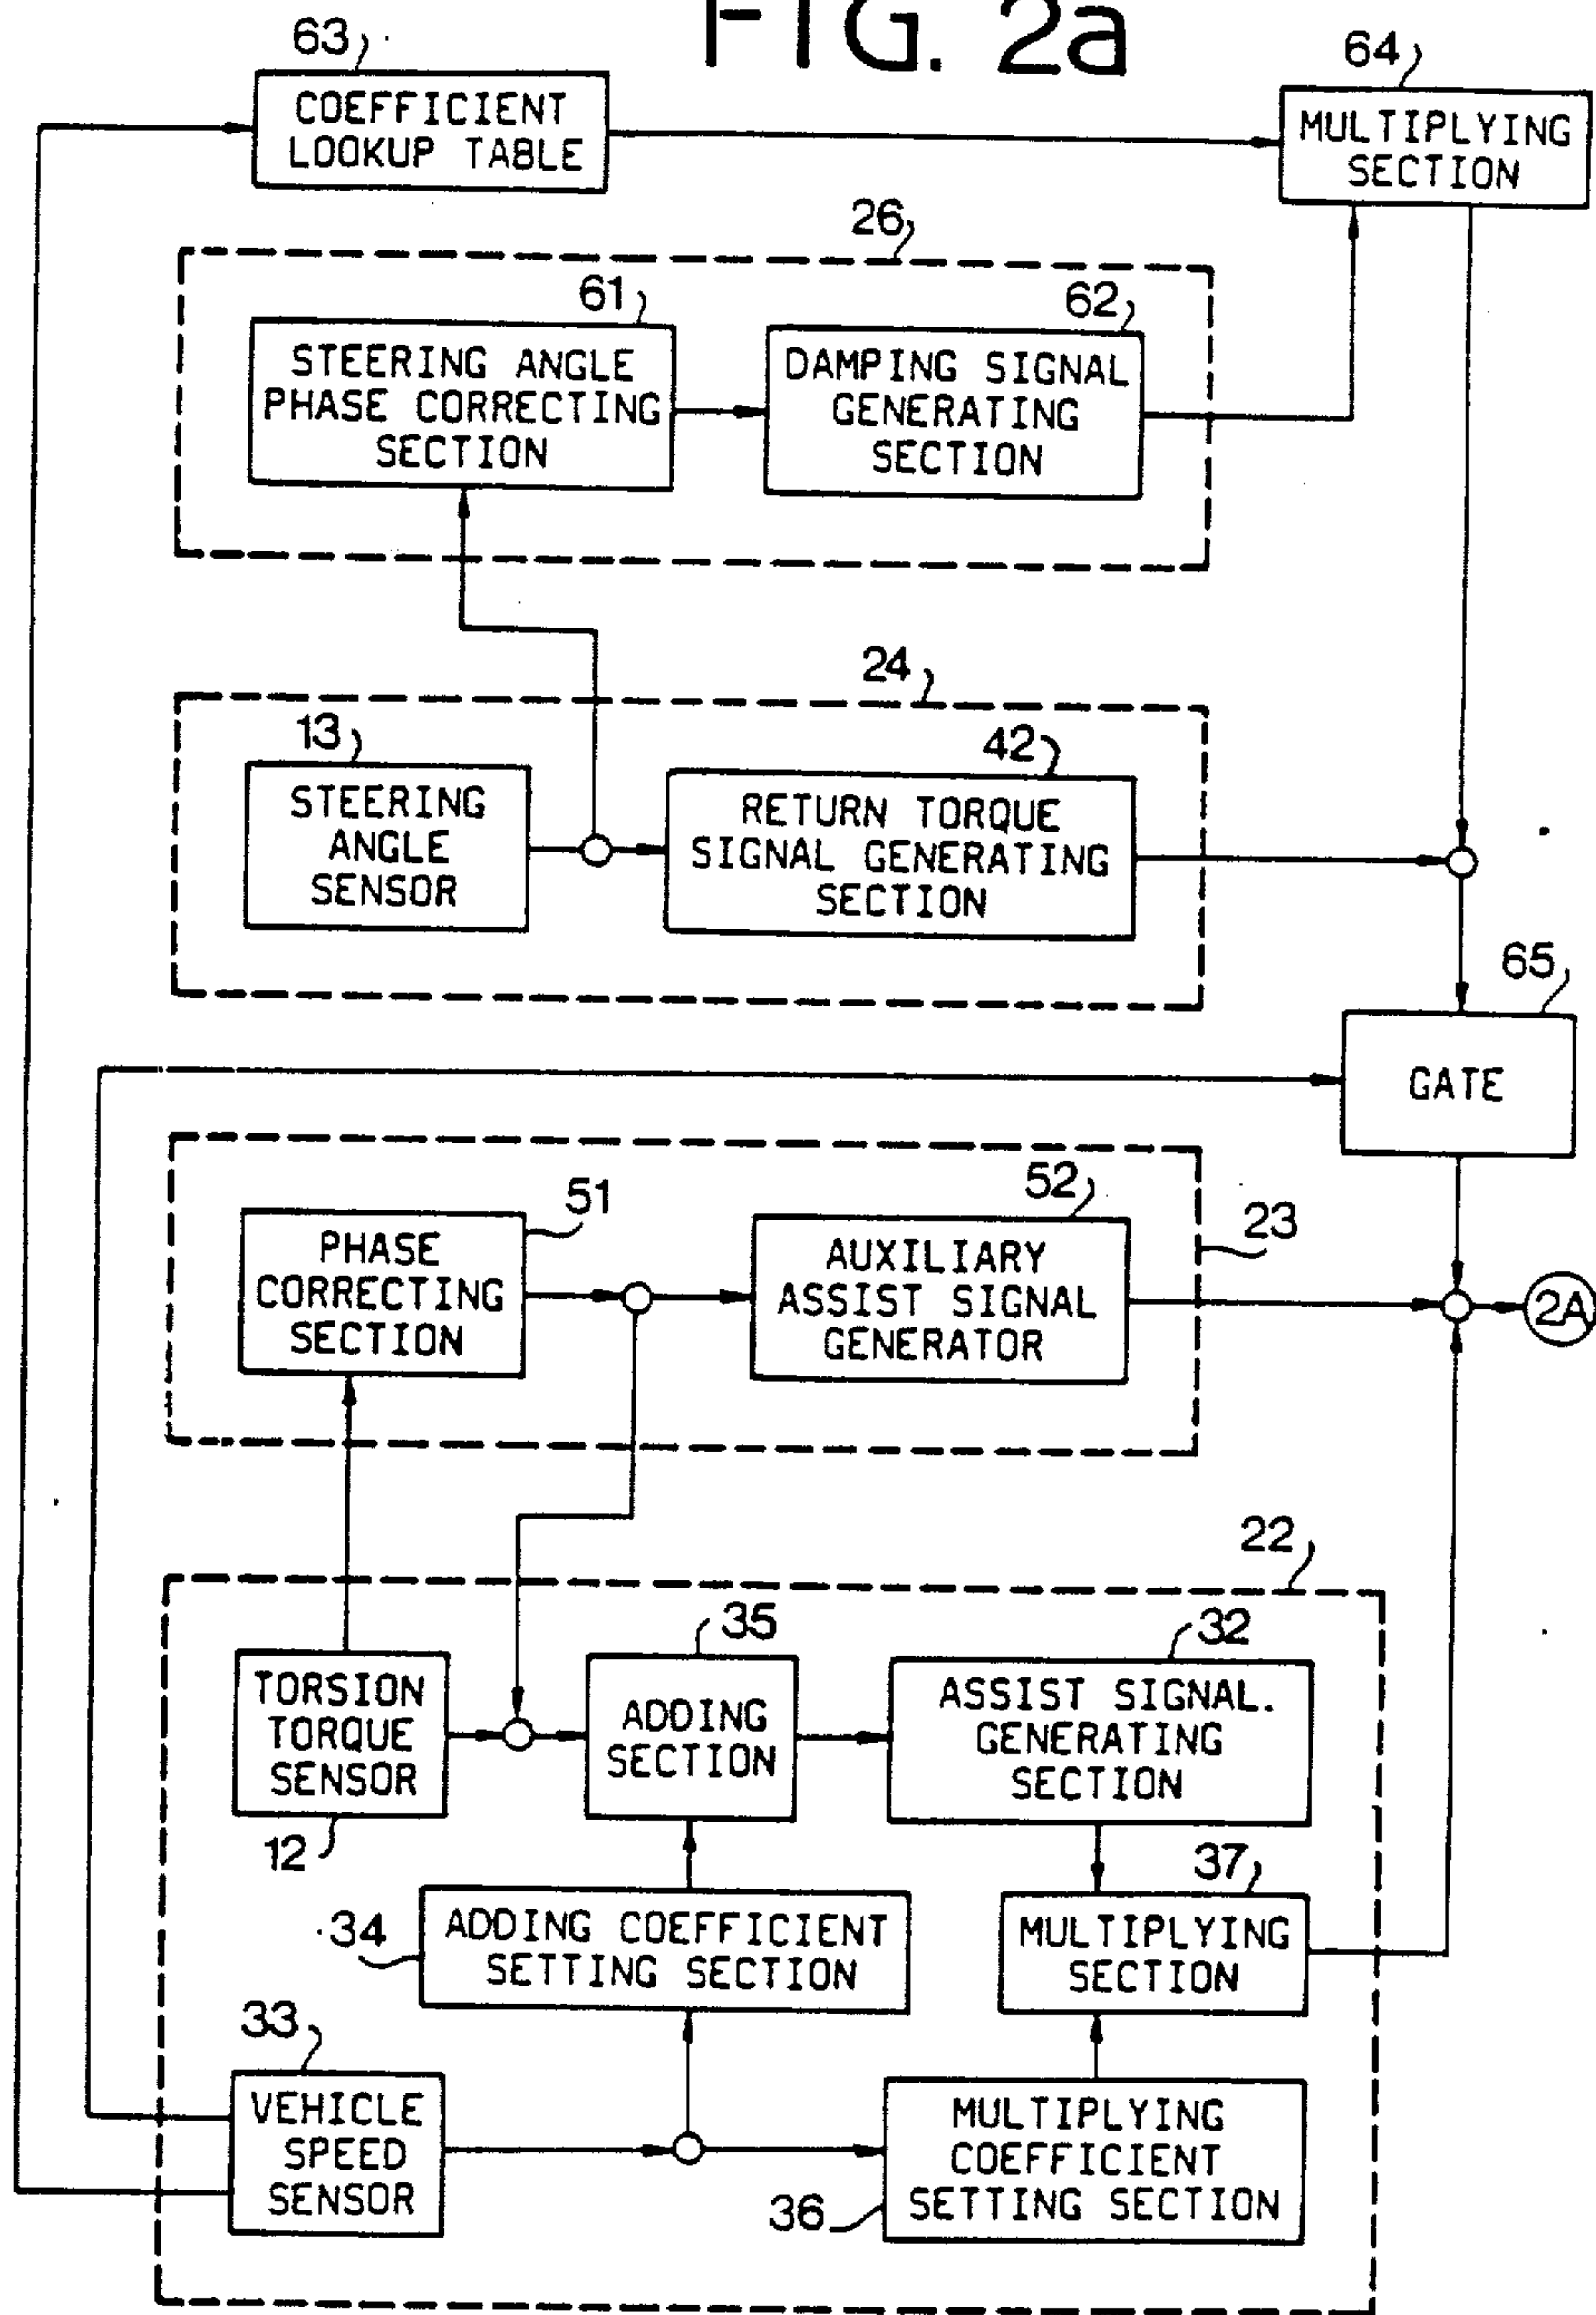 FIG. 2a
63
64
COEFFICIENT
LOOKUP TABLE
MULTIPLYING
SECTION
26
61
62
STEERING ANGLE
PHASE CORRECTING
SECTION
DAMPING SIGNAL
GENERATING
SECTION
24
13
42
STEERING
ANGLE
SENSOR
RETURN TORQUE
SIGNAL GENERATING
SECTION
65
GATE
51
52
23
PHASE
CORRECTING
SECTION
AUXILIARY
ASSIST SIGNAL
GENERATOR
2A
22
35
32
TORSION
TORQUE
SENSOR
ADDING
SECTION
ASSIST SIGNAL.
GENERATING
SECTION
12
37
34
ADDING COEFFICIENT
SETTING SECTION
MULTIPLYING
SECTION
33
VEHICLE
SPEED
SENSOR
MULTIPLYING
COEFFICIENT
SETTING SECTION
36